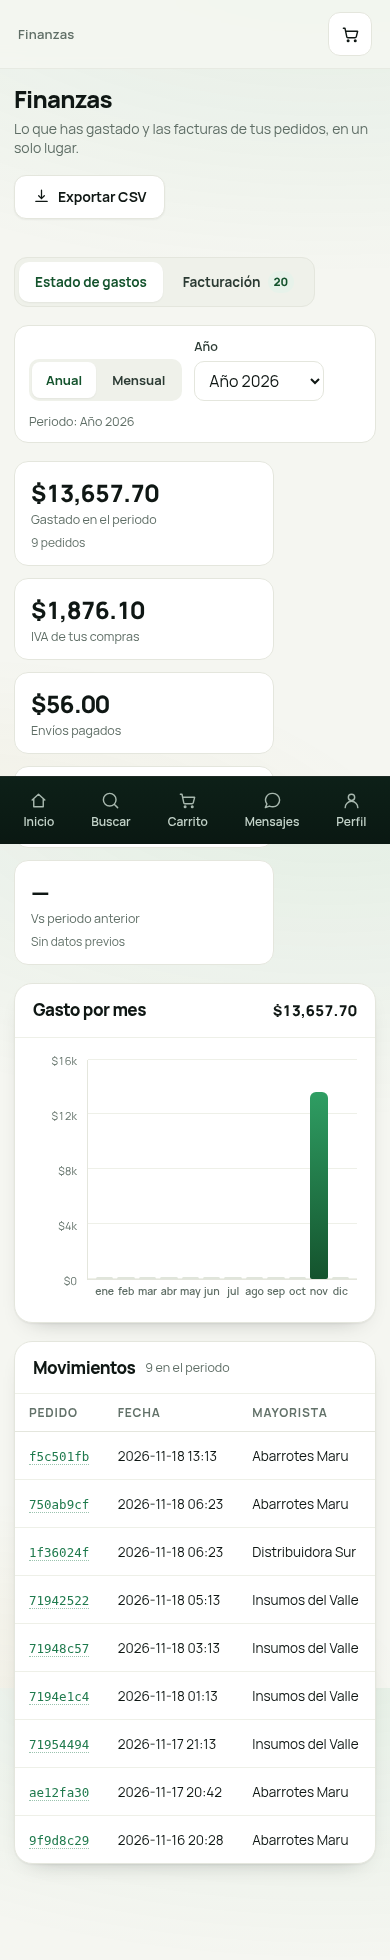 Finanzas
Finanzas
Lo que has gastado y las facturas de tus pedidos, en un
solo lugar.
Exportar CSV
Estado de gastos
Facturación 20
Año
Anual Mensual Año 2026
Periodo: Año 2026
$13,657.70
Gastado en el periodo
9 pedidos
$1,876.10
IVA de tus compras
$56.00
Envíos pagados
Inicio Buscar Carrito Mensajes Perfil
—
Vs periodo anterior
Sin datos previos
Gasto por mes $13,657.70
$16k
$12k
$8k
$4k
$0
ene feb mar abr may jun jul ago sep oct nov dic
Movimientos 9 en el periodo
PEDIDO FECHA MAYORISTA
f5c501fb 2026-11-18 13:13 Abarrotes Maru
750ab9cf 2026-11-18 06:23 Abarrotes Maru
1f36024f 2026-11-18 06:23 Distribuidora Sur
71942522 2026-11-18 05:13 Insumos del Valle
71948c57 2026-11-18 03:13 Insumos del Valle
7194e1c4 2026-11-18 01:13 Insumos del Valle
71954494 2026-11-17 21:13 Insumos del Valle
ae12fa30 2026-11-17 20:42 Abarrotes Maru
9f9d8c29 2026-11-16 20:28 Abarrotes Maru